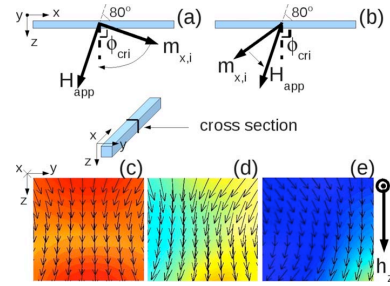 y x z 80° (a) ϕcri Happ mx,i
80° (b) ϕcri mx,i Happ
x y z cross section
x y z (c) (d) (e) hz